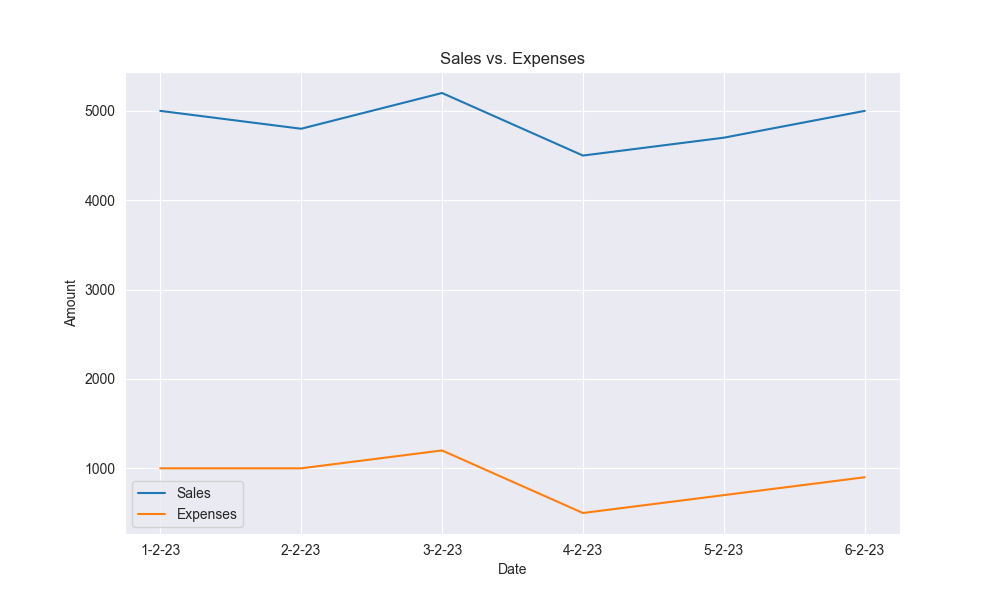 Sales vs. Expenses
Amount
5000
4000
3000
2000
1000
Sales
Expenses
1-2-23 2-2-23 3-2-23 4-2-23 5-2-23 6-2-23
Date